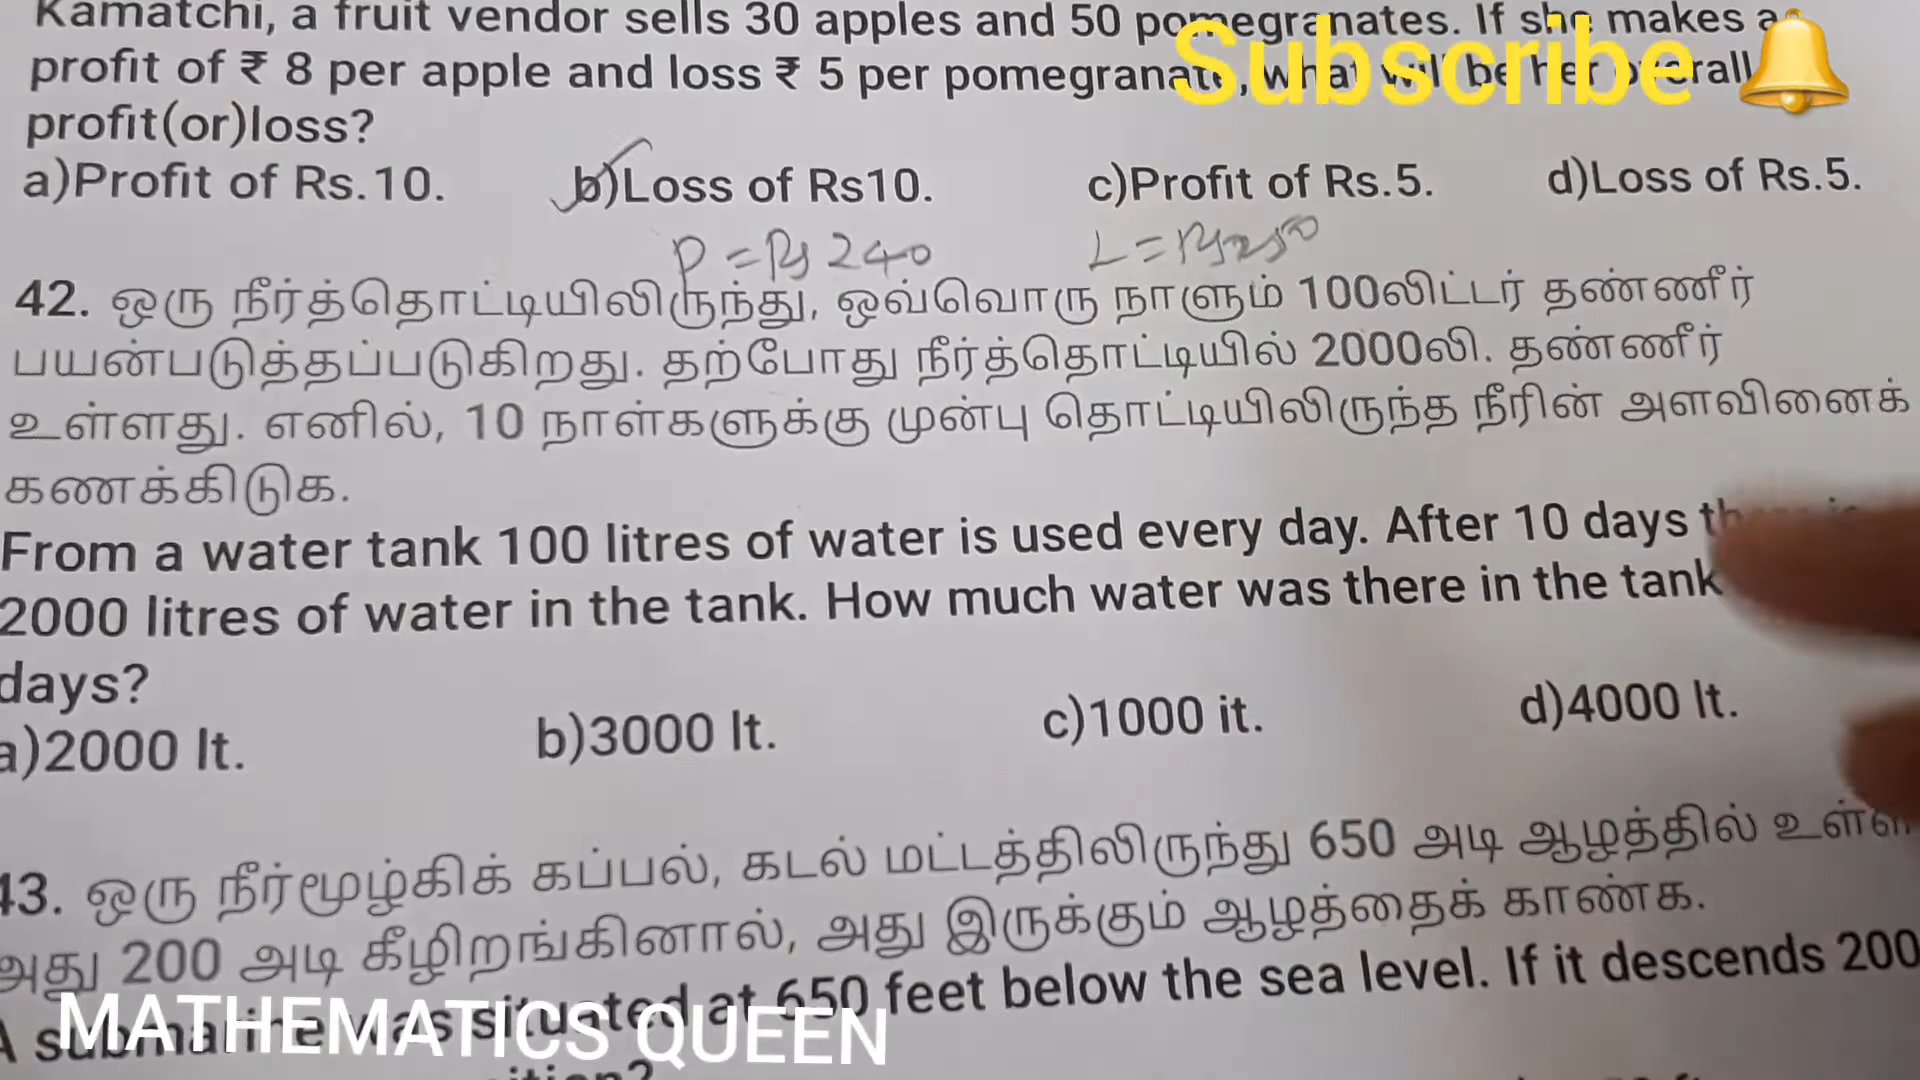 Kamatchi, a fruit vendor sells 30 apples and 50 pomegranates. If she makes a
profit of ₹ 8 per apple and loss ₹ 5 per pomegranate, what will be her overall
Subscribe
profit(or)loss?
a)Profit of Rs.10. b)Loss of Rs10. c)Profit of Rs.5. d)Loss of Rs.5.
P = Rs 240 L = Rs 250
42. ஒரு நீர்த்தொட்டியிலிருந்து, ஒவ்வொரு நாளும் 100லிட்டர் தண்ணீர்
பயன்படுத்தப்படுகிறது. தற்போது நீர்த்தொட்டியில் 2000லி. தண்ணீர்
உள்ளது. எனில், 10 நாள்களுக்கு முன்பு தொட்டியிலிருந்த நீரின் அளவினைக்
கணக்கிடுக.
From a water tank 100 litres of water is used every day. After 10 days there is
2000 litres of water in the tank. How much water was there in the tank
days?
a)2000 lt. b)3000 lt. c)1000 it. d)4000 lt.
43. ஒரு நீர்மூழ்கிக் கப்பல், கடல் மட்டத்திலிருந்து 650 அடி ஆழத்தில்
அது 200 அடி கீழிறங்கினால், அது இருக்கும் ஆழத்தைக் காண்க.
A submarine was situated at 650 feet below the sea level. If it descends 200
MATHEMATICS QUEEN